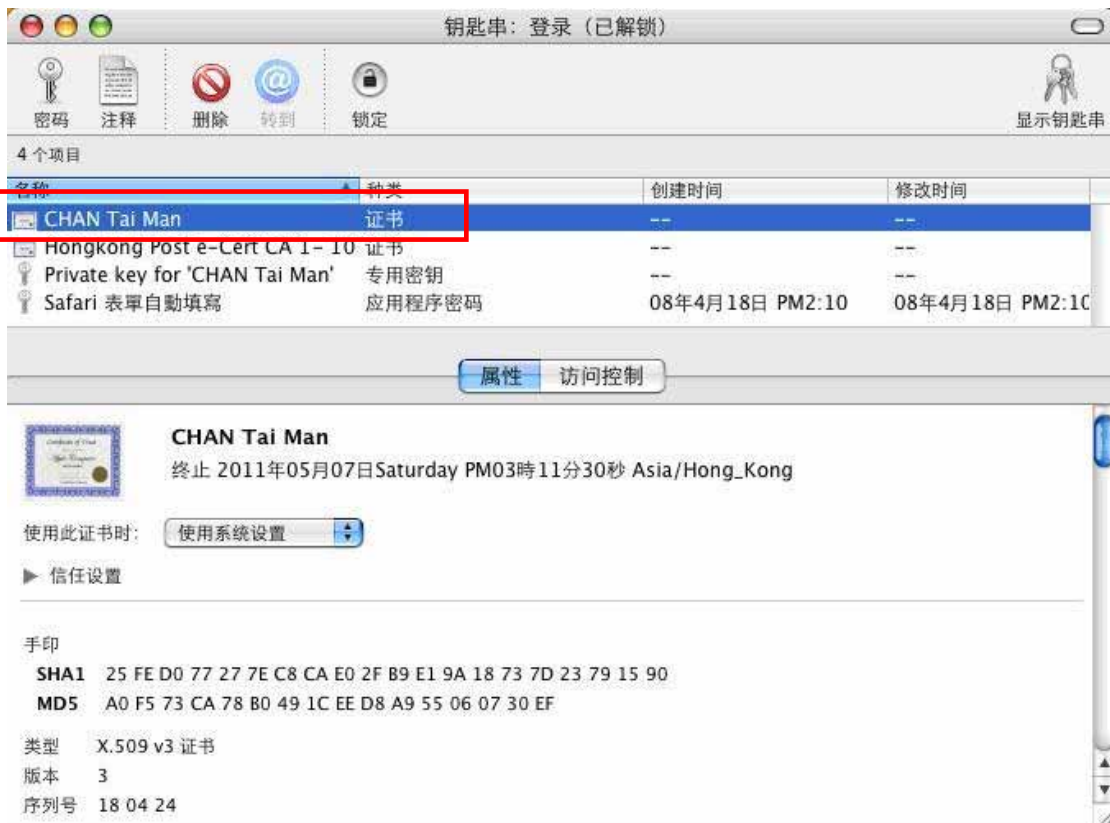 钥匙串: 登录 (已解锁)
密码 注释 删除 转到 锁定 显示钥匙串
4 个项目
名称 种类 创建时间 修改时间
CHAN Tai Man 证书 -- --
Hongkong Post e-Cert CA 1- 10 证书 -- --
Private key for 'CHAN Tai Man' 专用密钥 -- --
Safari 表單自動填寫 应用程序密码 08年4月18日 PM2:10 08年4月18日 PM2:10
属性 访问控制
CHAN Tai Man
终止 2011年05月07日Saturday PM03時11分30秒 Asia/Hong_Kong
使用此证书时: 使用系统设置
信任设置
手印
SHA1 25 FE D0 77 27 7E C8 CA E0 2F B9 E1 9A 18 73 7D 23 79 15 90
MD5 A0 F5 73 CA 78 B0 49 1C EE D8 A9 55 06 07 30 EF
类型 X.509 v3 证书
版本 3
序列号 18 04 24